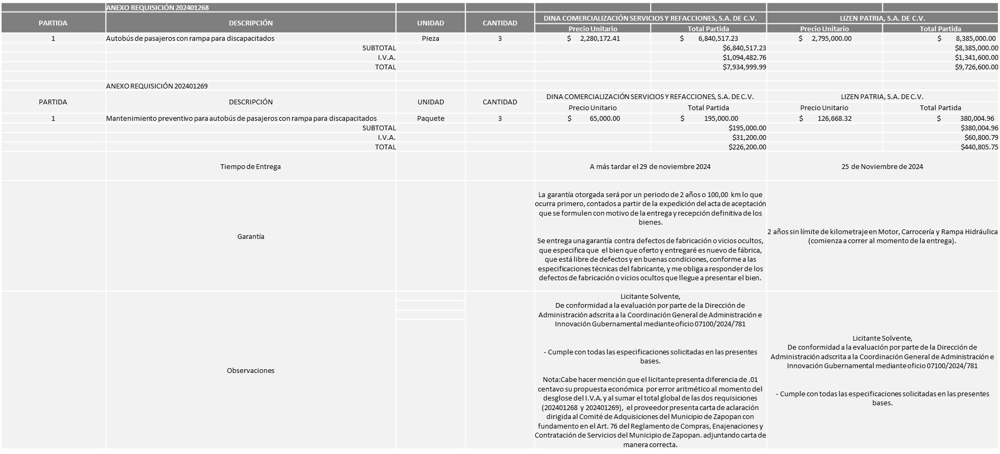 ANEXO REQUISICIÓN 202401268
PARTIDA DESCRIPCIÓN UNIDAD CANTIDAD DINA COMERCIALIZACIÓN SERVICIOS Y REFACCIONES, S.A. DE C.V. LIZEN PATRIA, S.A. DE C.V.
Precio Unitario Total Partida Precio Unitario Total Partida
1 Autobús de pasajeros con rampa para discapacitados Pieza 3 $ 2,280,172.41 $ 6,840,517.23 $ 2,795,000.00 $ 8,385,000.00
SUBTOTAL $6,840,517.23 $8,385,000.00
I.V.A. $1,094,482.76 $1,341,600.00
TOTAL $7,934,999.99 $9,726,600.00
ANEXO REQUISICIÓN 202401269
PARTIDA DESCRIPCIÓN UNIDAD CANTIDAD DINA COMERCIALIZACIÓN SERVICIOS Y REFACCIONES, S.A. DE C.V. LIZEN PATRIA, S.A. DE C.V.
Precio Unitario Total Partida Precio Unitario Total Partida
1 Mantenimiento preventivo para autobús de pasajeros con rampa para discapacitados Paquete 3 $ 65,000.00 $ 195,000.00 $ 126,668.32 $ 380,004.96
SUBTOTAL $195,000.00 $380,004.96
I.V.A. $31,200.00 $60,800.79
TOTAL $226,200.00 $440,805.75
Tiempo de Entrega A más tardar el 29 de noviembre 2024 25 de Noviembre de 2024
Garantía
La garantía otorgada será por un periodo de 2 años o 100,00 km lo que
ocurra primero, contados a partir de la expedición del acta de aceptación
que se formulen con motivo de la entrega y recepción definitiva de los
bienes.
Se entrega una garantía contra defectos de fabricación o vicios ocultos,
que especifica que el bien que oferto y entregaré es nuevo de fábrica,
que está libre de defectos y en buenas condiciones, conforme a las
especificaciones técnicas del fabricante, y me obliga a responder de los
defectos de fabricación o vicios ocultos que llegue a presentar el bien.
2 años sin límite de kilometraje en Motor, Carrocería y Rampa Hidráulica
(comienza a correr al momento de la entrega).
Observaciones
Licitante Solvente,
De conformidad a la evaluación por parte de la Dirección de
Administración adscrita a la Coordinación General de Administración e
Innovación Gubernamental mediante oficio 07100/2024/781
- Cumple con todas las especificaciones solicitadas en las presentes
bases.
Nota:Cabe hacer mención que el licitante presenta diferencia de .01
centavo su propuesta económica por error aritmético al momento del
desglose del I.V.A. y al sumar el total global de las dos requisiciones
(202401268 y 202401269), el proveedor presenta carta de aclaración
dirigida al Comité de Adquisiciones del Municipio de Zapopan con
fundamento en el Art. 76 del Reglamento de Compras, Enajenaciones y
Contratación de Servicios del Municipio de Zapopan. adjuntando carta de
manera correcta.
Licitante Solvente,
De conformidad a la evaluación por parte de la Dirección de
Administración adscrita a la Coordinación General de Administración e
Innovación Gubernamental mediante oficio 07100/2024/781
- Cumple con todas las especificaciones solicitadas en las presentes
bases.